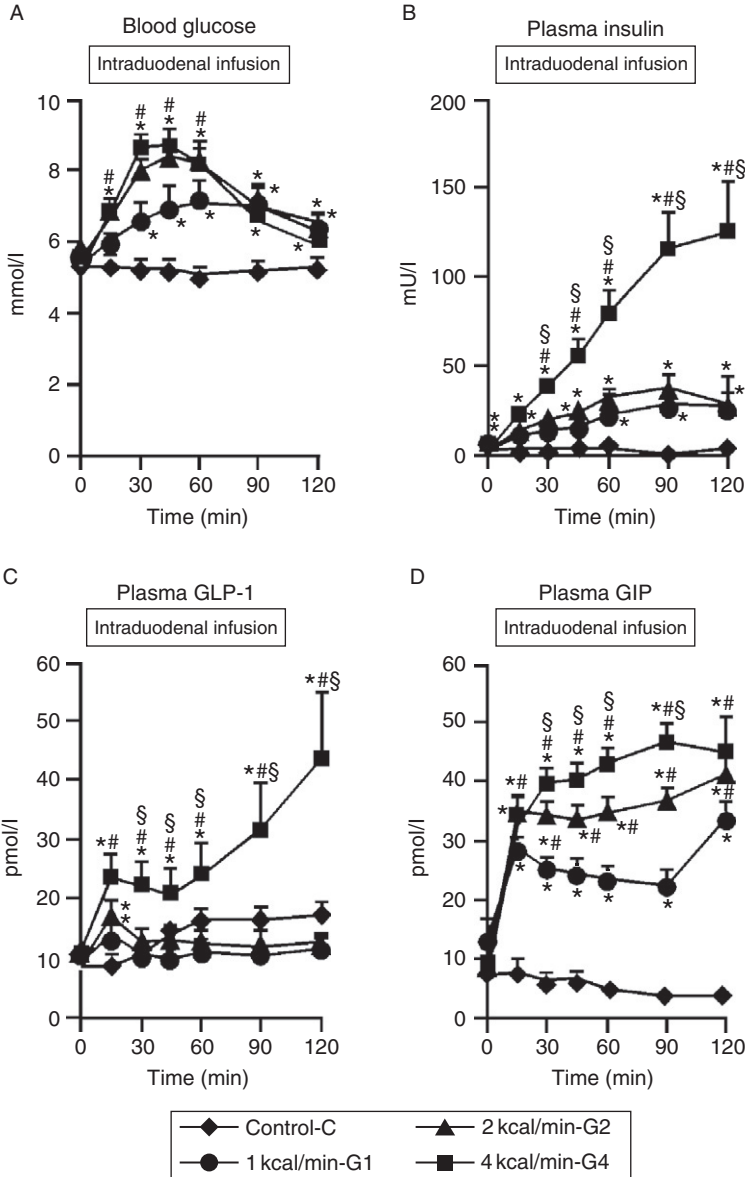 A
Blood glucose
Intraduodenal infusion
10
8
6
4
2
0
mmol/l
# *
# *
# *
# *
# *
*
*
*
*
*
*
*
*
*
0 30 60 90 120
Time (min)
B
Plasma insulin
Intraduodenal infusion
200
150
100
50
0
mU/l
*
*
*
*
§ # *
*
§ # *
*
§ # *
*
*
*#§
*
*
*#§
*
*
0 30 60 90 120
Time (min)
C
Plasma GLP-1
Intraduodenal infusion
60
50
40
30
20
10
0
pmol/l
*#
*
*
§ # *
§ # *
§ # *
*#§
*#§
0 30 60 90 120
Time (min)
D
Plasma GIP
Intraduodenal infusion
60
50
40
30
20
10
0
pmol/l
*#
*
*
§ # *
*#
*
§ # *
*#
*
§ # *
*#
*
*#§
*#
*
*#
*#
*
0 30 60 90 120
Time (min)
Control-C
2 kcal/min-G2
1 kcal/min-G1
4 kcal/min-G4